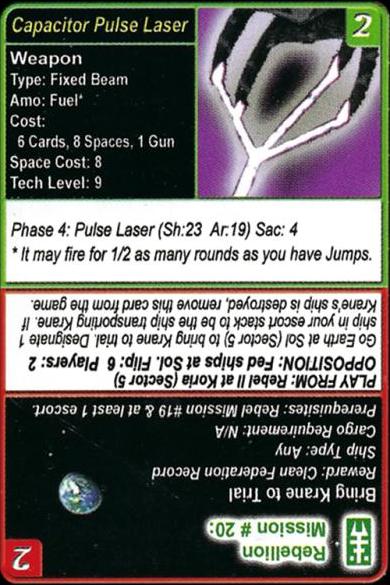 Capacitor Pulse Laser
2
Weapon
Type: Fixed Beam
Amo: Fuel*
Cost:
6 Cards, 8 Spaces, 1 Gun
Space Cost: 8
Tech Level: 9
Phase 4: Pulse Laser (Sh:23 Ar:19) Sac: 4
* It may fire for 1/2 as many rounds as you have Jumps.
2
Rebellion
Mission # 20:
Bring Krane to Trial
Reward: Clean Federation Record
Ship Type: Any
Cargo Requirement: N/A
Prerequisites: Rebel Mission #19 & at least 1 escort.
PLAY FROM: Rebel at II at Koria (Sector 5)
OPPOSITION: Fed ships at Sol. Flip: 6 Players: 2
Go Earth at Sol (Sector 5) to bring Krane to trial. Designate 1
ship in your escort stack to be the ship transporting Krane. If
Krane's ship is destroyed, remove this card from the game.